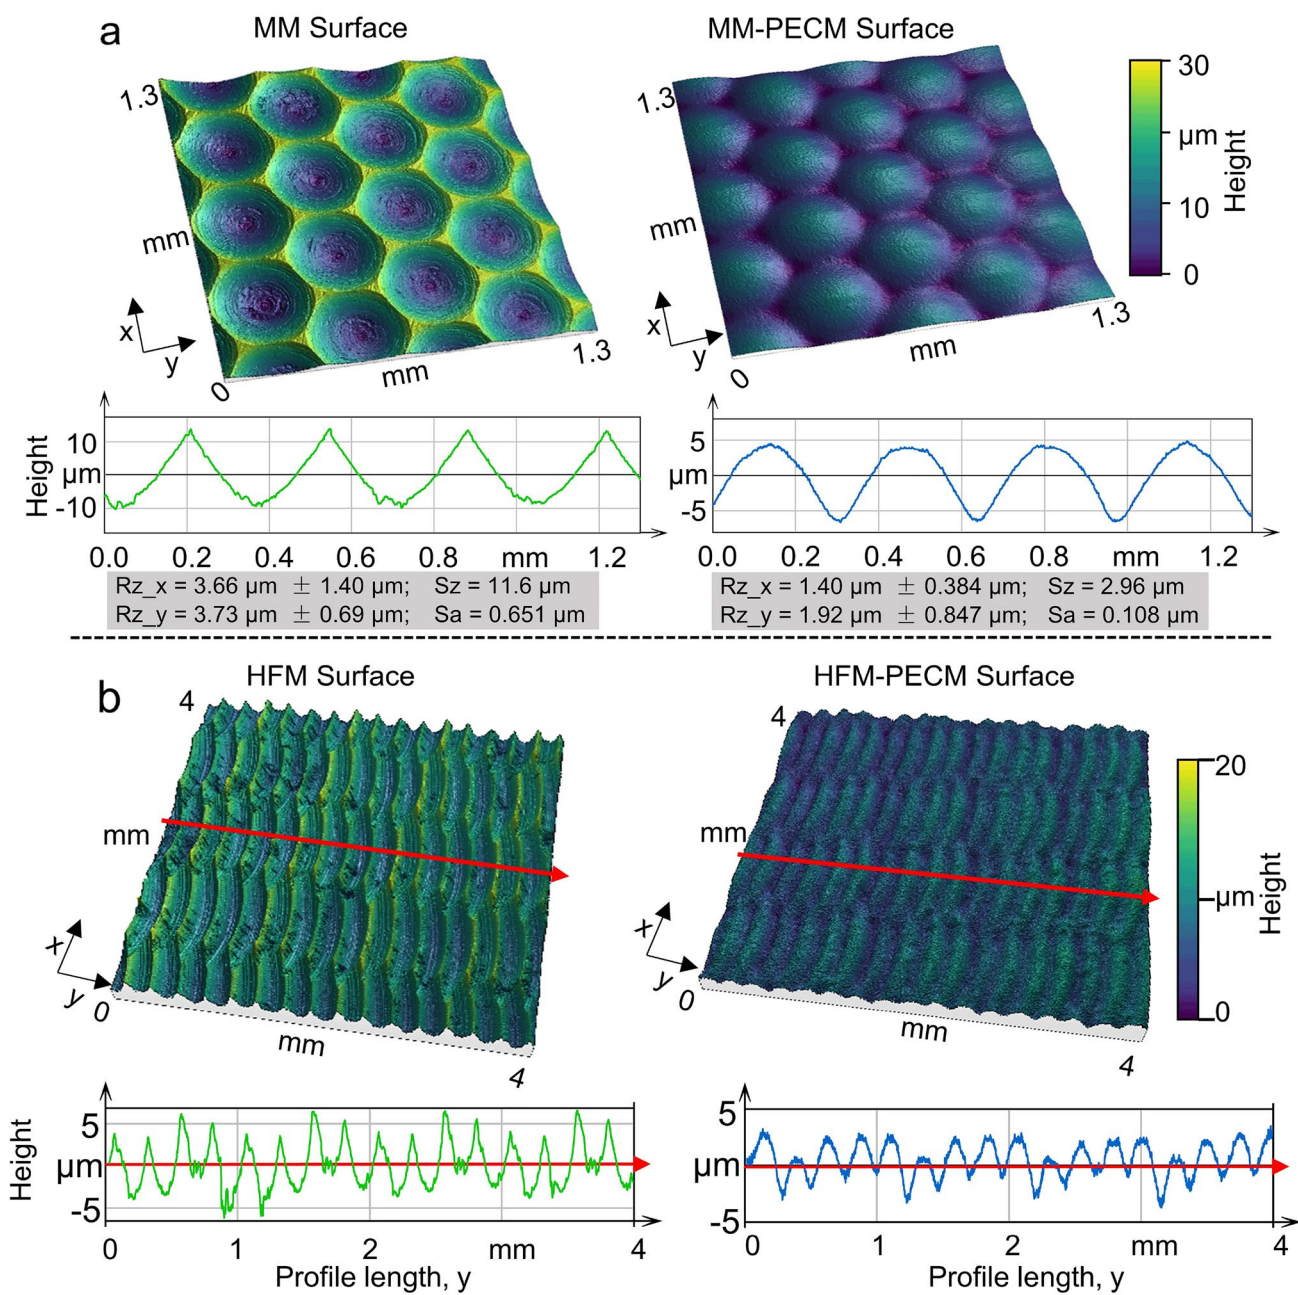 a
MM Surface
MM-PECM Surface
1.3
mm
x
y
0
mm
1.3
1.3
mm
x
y
0
mm
1.3
30
µm
10
0
Height
Height
10
µm
-10
0.0 0.2 0.4 0.6 0.8 mm 1.2
5
µm
-5
0.0 0.2 0.4 0.6 0.8 mm 1.2
Rz_x = 3.66 µm ± 1.40 µm; Sz = 11.6 µm
Rz_y = 3.73 µm ± 0.69 µm; Sa = 0.651 µm
Rz_x = 1.40 µm ± 0.384 µm; Sz = 2.96 µm
Rz_y = 1.92 µm ± 0.847 µm; Sa = 0.108 µm
b
HFM Surface
HFM-PECM Surface
4
mm
x
y
0
mm
4
4
mm
x
y
0
mm
4
20
µm
0
Height
Height
5
µm
-5
0 1 2 mm 4
Profile length, y
5
µm
-5
0 1 2 mm 4
Profile length, y